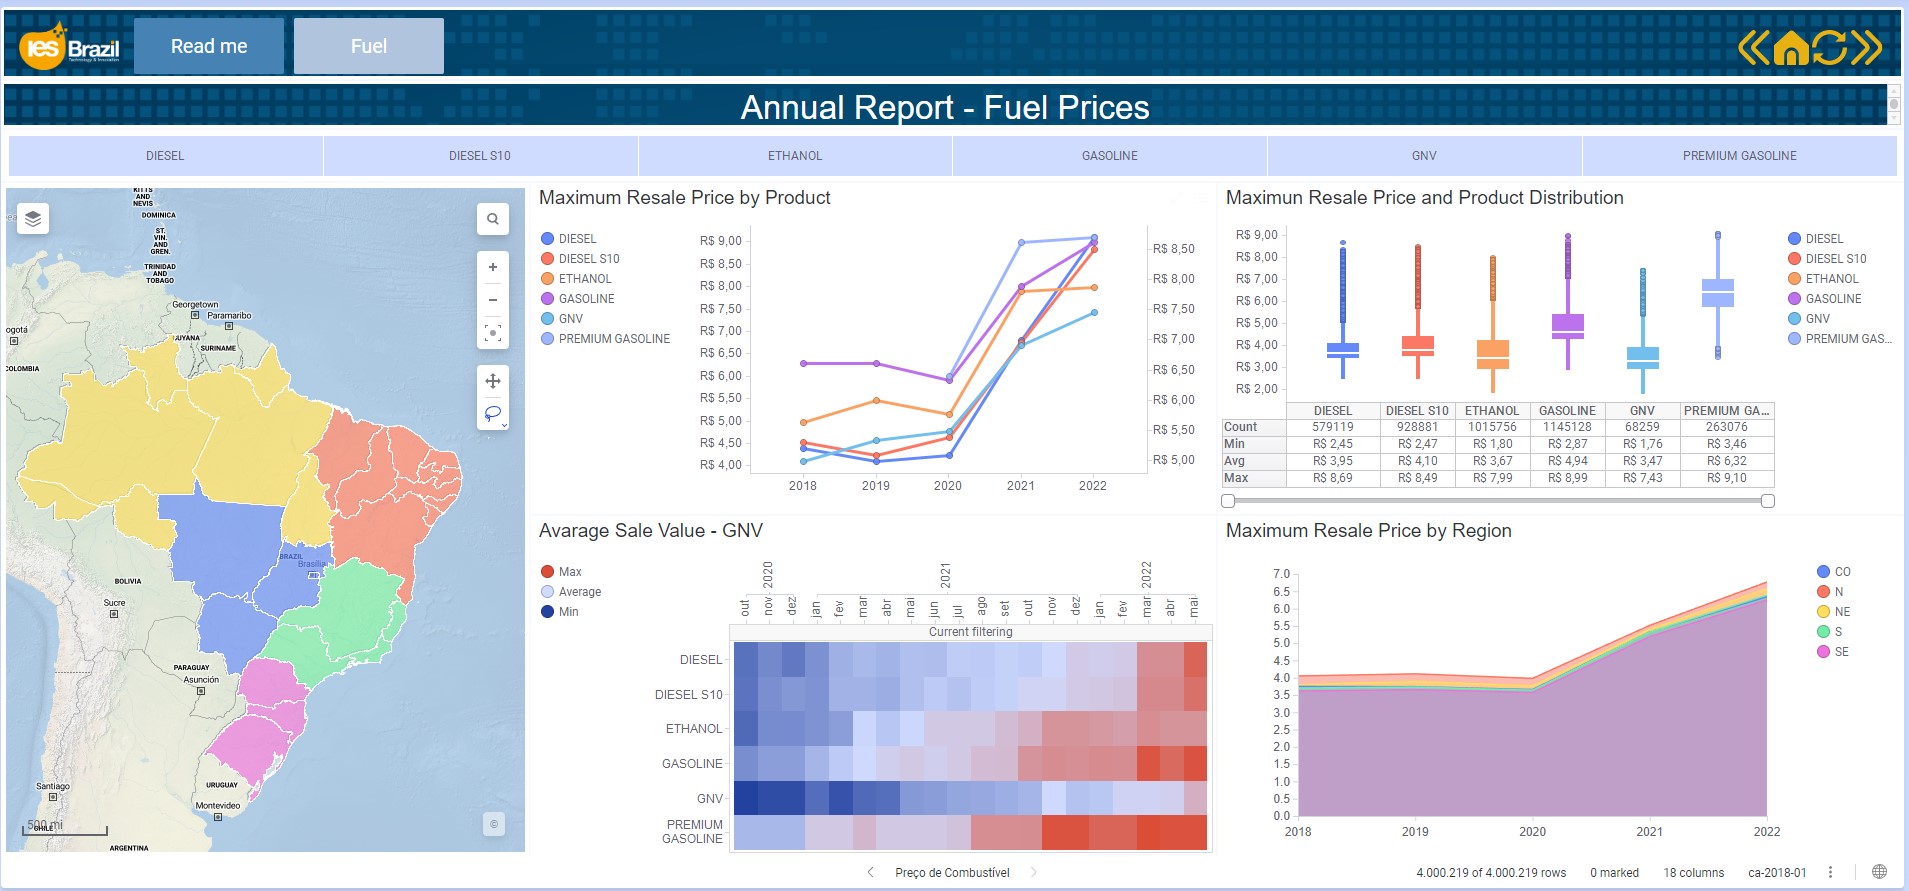 IES Brazil
Technology & Innovation
Read me
Fuel
Annual Report - Fuel Prices
DIESEL
DIESEL S10
ETHANOL
GASOLINE
GNV
PREMIUM GASOLINE
KITTS
AND
NEVIS
DOMINICA
ST.
VIN.
AND
GREN.
TRINIDAD
AND
TOBAGO
Georgetown
Paramaribo
ogotá
UYANA
SURINAME
COLOMBIA
BRAZIL
Brasília
BOLIVIA
Sucre
PARAGUAY
Asunción
URUGUAY
Santiago
Montevideo
500 mi
CHILE
ARGENTINA
©
Maximum Resale Price by Product
DIESEL
DIESEL S10
ETHANOL
GASOLINE
GNV
PREMIUM GASOLINE
R$ 9,00
R$ 8,50
R$ 8,00
R$ 7,50
R$ 7,00
R$ 6,50
R$ 6,00
R$ 5,50
R$ 5,00
R$ 4,50
R$ 4,00
R$ 8,50
R$ 8,00
R$ 7,50
R$ 7,00
R$ 6,50
R$ 6,00
R$ 5,50
R$ 5,00
2018 2019 2020 2021 2022
Maximun Resale Price and Product Distribution
R$ 9,00
R$ 8,00
R$ 7,00
R$ 6,00
R$ 5,00
R$ 4,00
R$ 3,00
R$ 2,00
DIESEL
DIESEL S10
ETHANOL
GASOLINE
GNV
PREMIUM GAS...
DIESEL DIESEL S10 ETHANOL GASOLINE GNV PREMIUM GA...
Count 579119 928881 1015756 1145128 68259 263076
Min R$ 2,45 R$ 2,47 R$ 1,80 R$ 2,87 R$ 1,76 R$ 3,46
Avg R$ 3,95 R$ 4,10 R$ 3,67 R$ 4,94 R$ 3,47 R$ 6,32
Max R$ 8,69 R$ 8,49 R$ 7,99 R$ 8,99 R$ 7,43 R$ 9,10
Avarage Sale Value - GNV
Max
Average
Min
2020 2021 2022
out nov dez jan fev mar abr mai jun jul ago set out nov dez jan fev mar abr mai
Current filtering
DIESEL
DIESEL S10
ETHANOL
GASOLINE
GNV
PREMIUM
GASOLINE
Maximum Resale Price by Region
7.0
6.5
6.0
5.5
5.0
4.5
4.0
3.5
3.0
2.5
2.0
1.5
1.0
0.5
0.0
2018 2019 2020 2021 2022
CO
N
NE
S
SE
Preço de Combustível
4.000.219 of 4.000.219 rows 0 marked 18 columns ca-2018-01